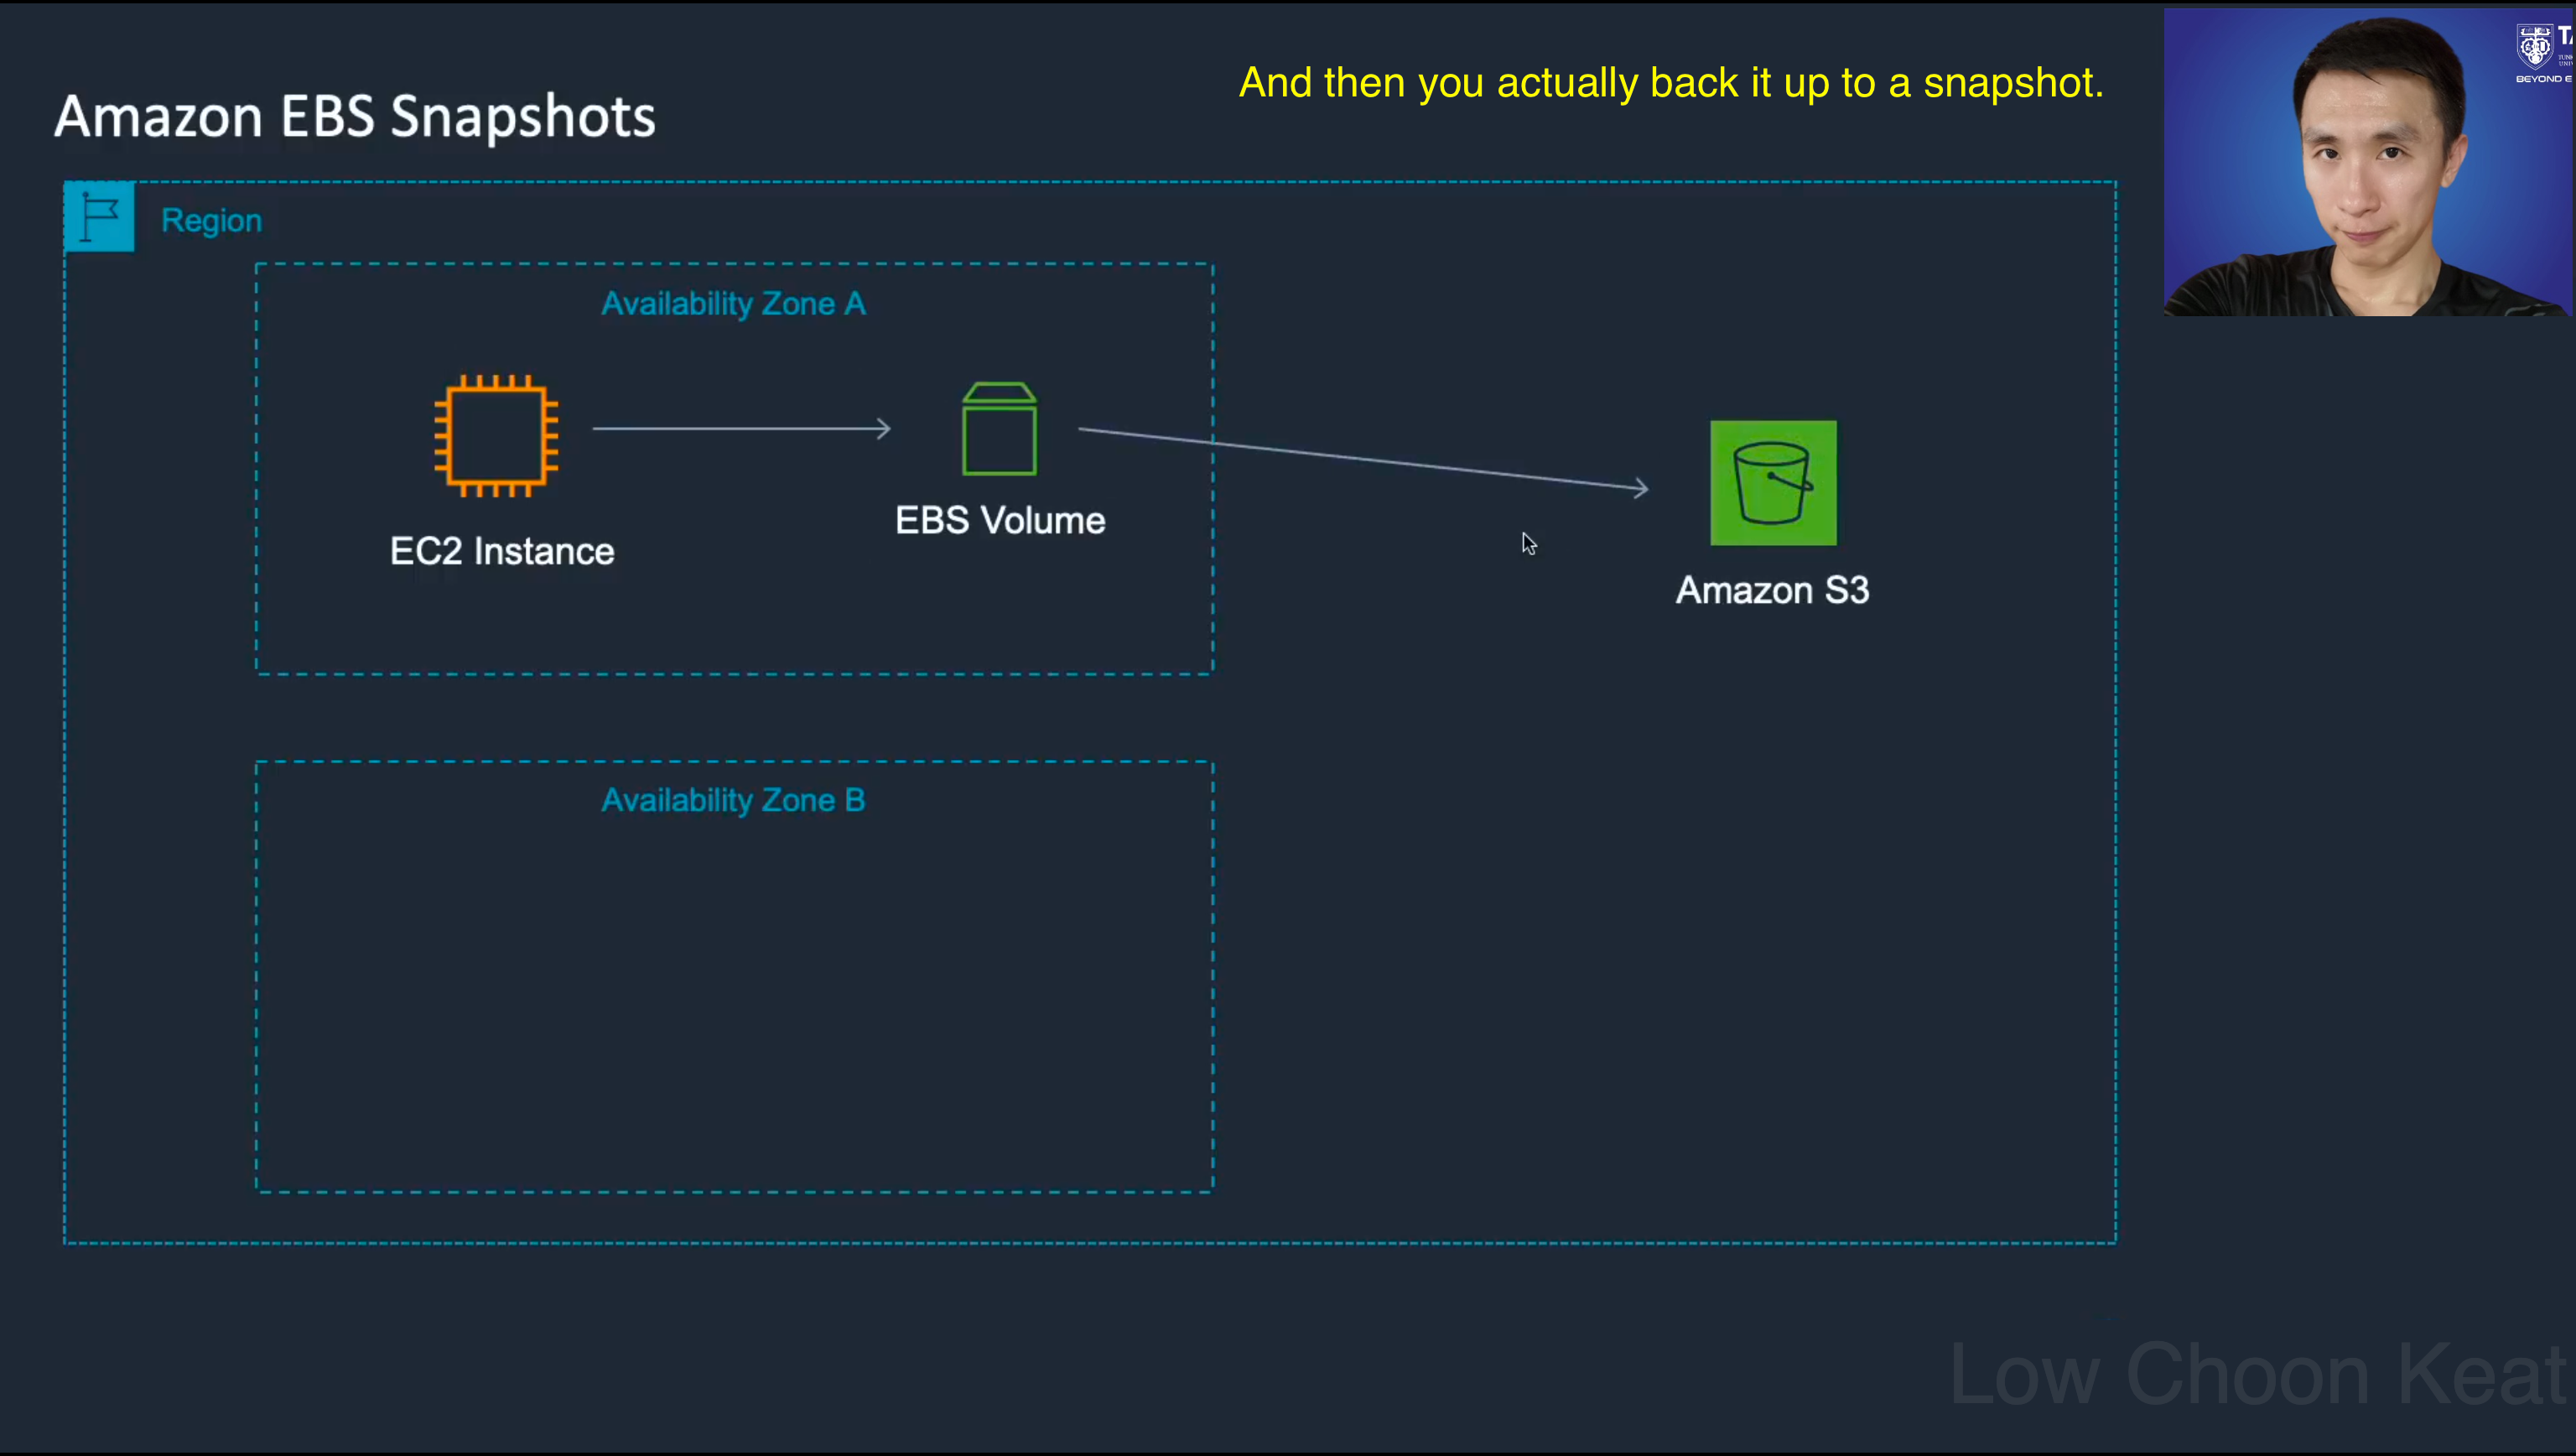 And then you actually back it up to a snapshot.
Amazon EBS Snapshots
Region
Availability Zone A
EC2 Instance
EBS Volume
Amazon S3
Availability Zone B
Low Choon Keat